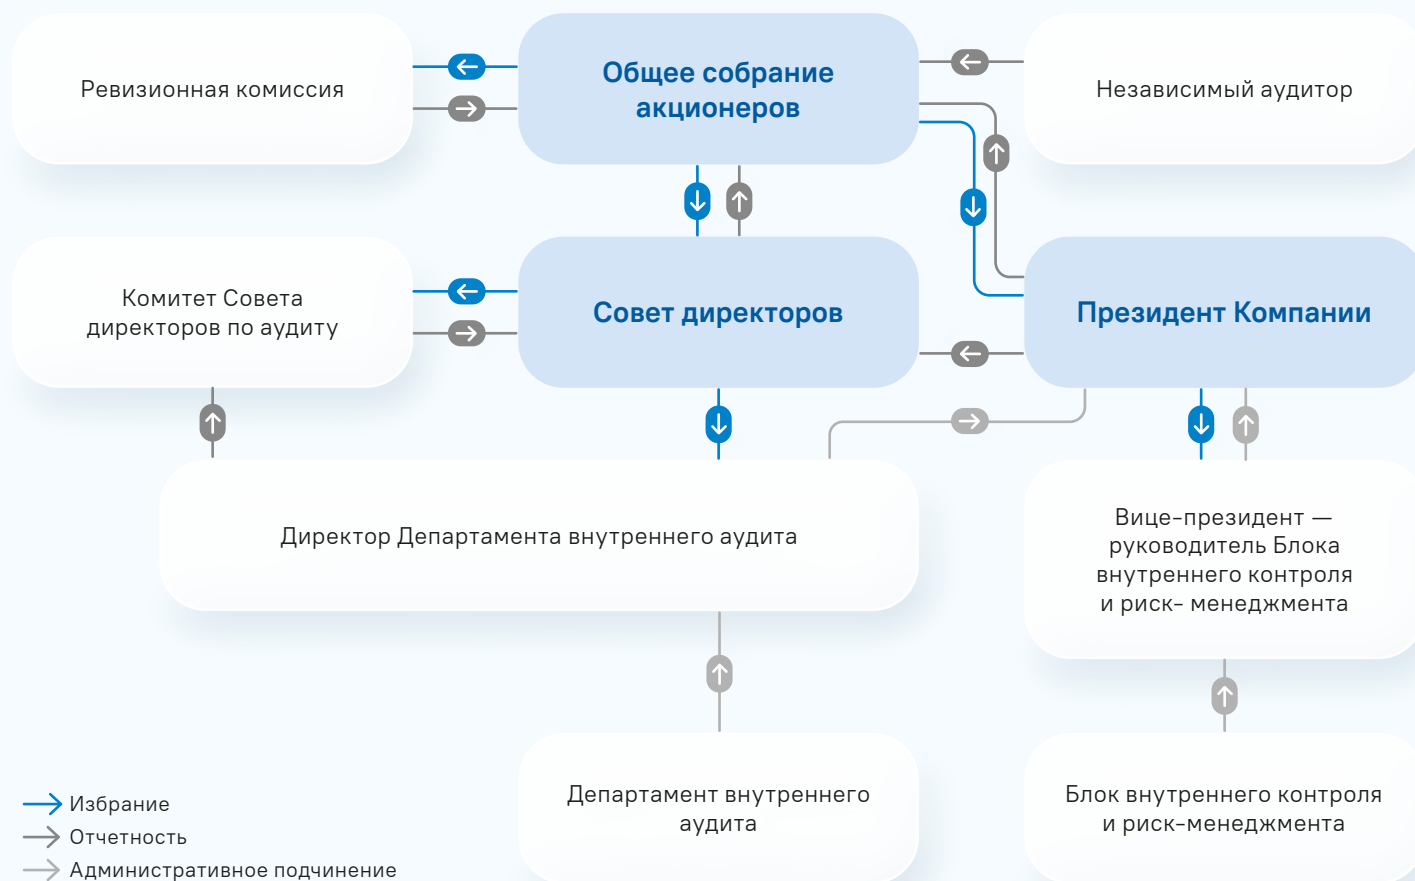 Ревизионная комиссия
Общее собрание
акционеров
Независимый аудитор
Комитет Совета
директоров по аудиту
Совет директоров
Президент Компании
Директор Департамента внутреннего аудита
Вице-президент —
руководитель Блока
внутреннего контроля
и риск- менеджмента
Департамент внутреннего
аудита
Блок внутреннего контроля
и риск-менеджмента
Избрание
Отчетность
Административное подчинение